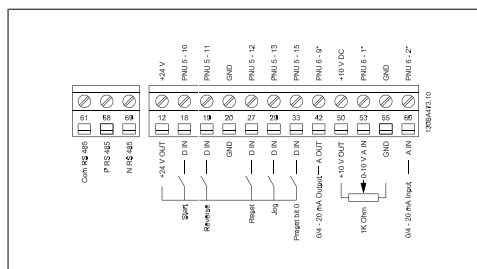 +24 V
PNU 5 - 10
PNU 5 - 11
GND
PNU 5 - 12
PNU 5 - 13
PNU 5 - 15
PNU 6 - 9*
+10 V DC
PNU 6 - 1*
GND
PNU 6 - 2*
61 68 69 12 18 19 20 27 29 33 42 50 53 55 60
Com RS 485
P RS 485
N RS 485
+24 V OUT
D IN
D IN
GND
D IN
D IN
D IN
0/4 - 20 mA Output
A OUT
+10 V OUT
0-10 V A IN
GND
0/4 - 20 mA Input
A IN
Start
Reverse
Reset
Jog
Preset bit 0
1K Ohm
130BA473.10